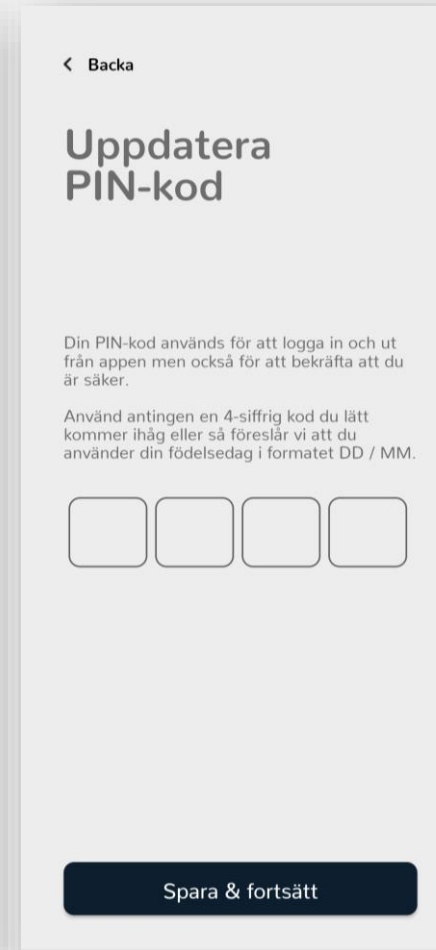 Backa
Uppdatera
PIN-kod
Din PIN-kod används för att logga in och ut
från appen men också för att bekräfta att du
är säker.
Använd antingen en 4-siffrig kod du lätt
kommer ihåg eller så föreslår vi att du
använder din födelsedag i formatet DD / MM.
Spara & fortsätt